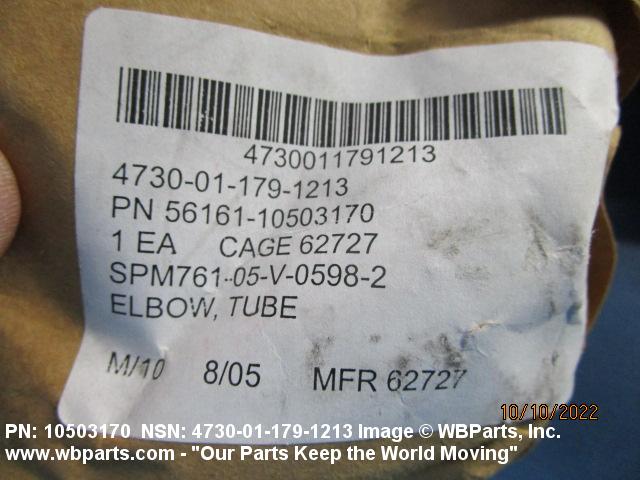 4730011791213
4730-01-179-1213
PN 56161-10503170
1 EA CAGE 62727
SPM761-05-V-0598-2
ELBOW, TUBE
M/10 8/05 MFR 62727
10/10/2022
PN: 10503170 NSN: 4730-01-179-1213 Image © WBParts, Inc.
www.wbparts.com - "Our Parts Keep the World Moving"